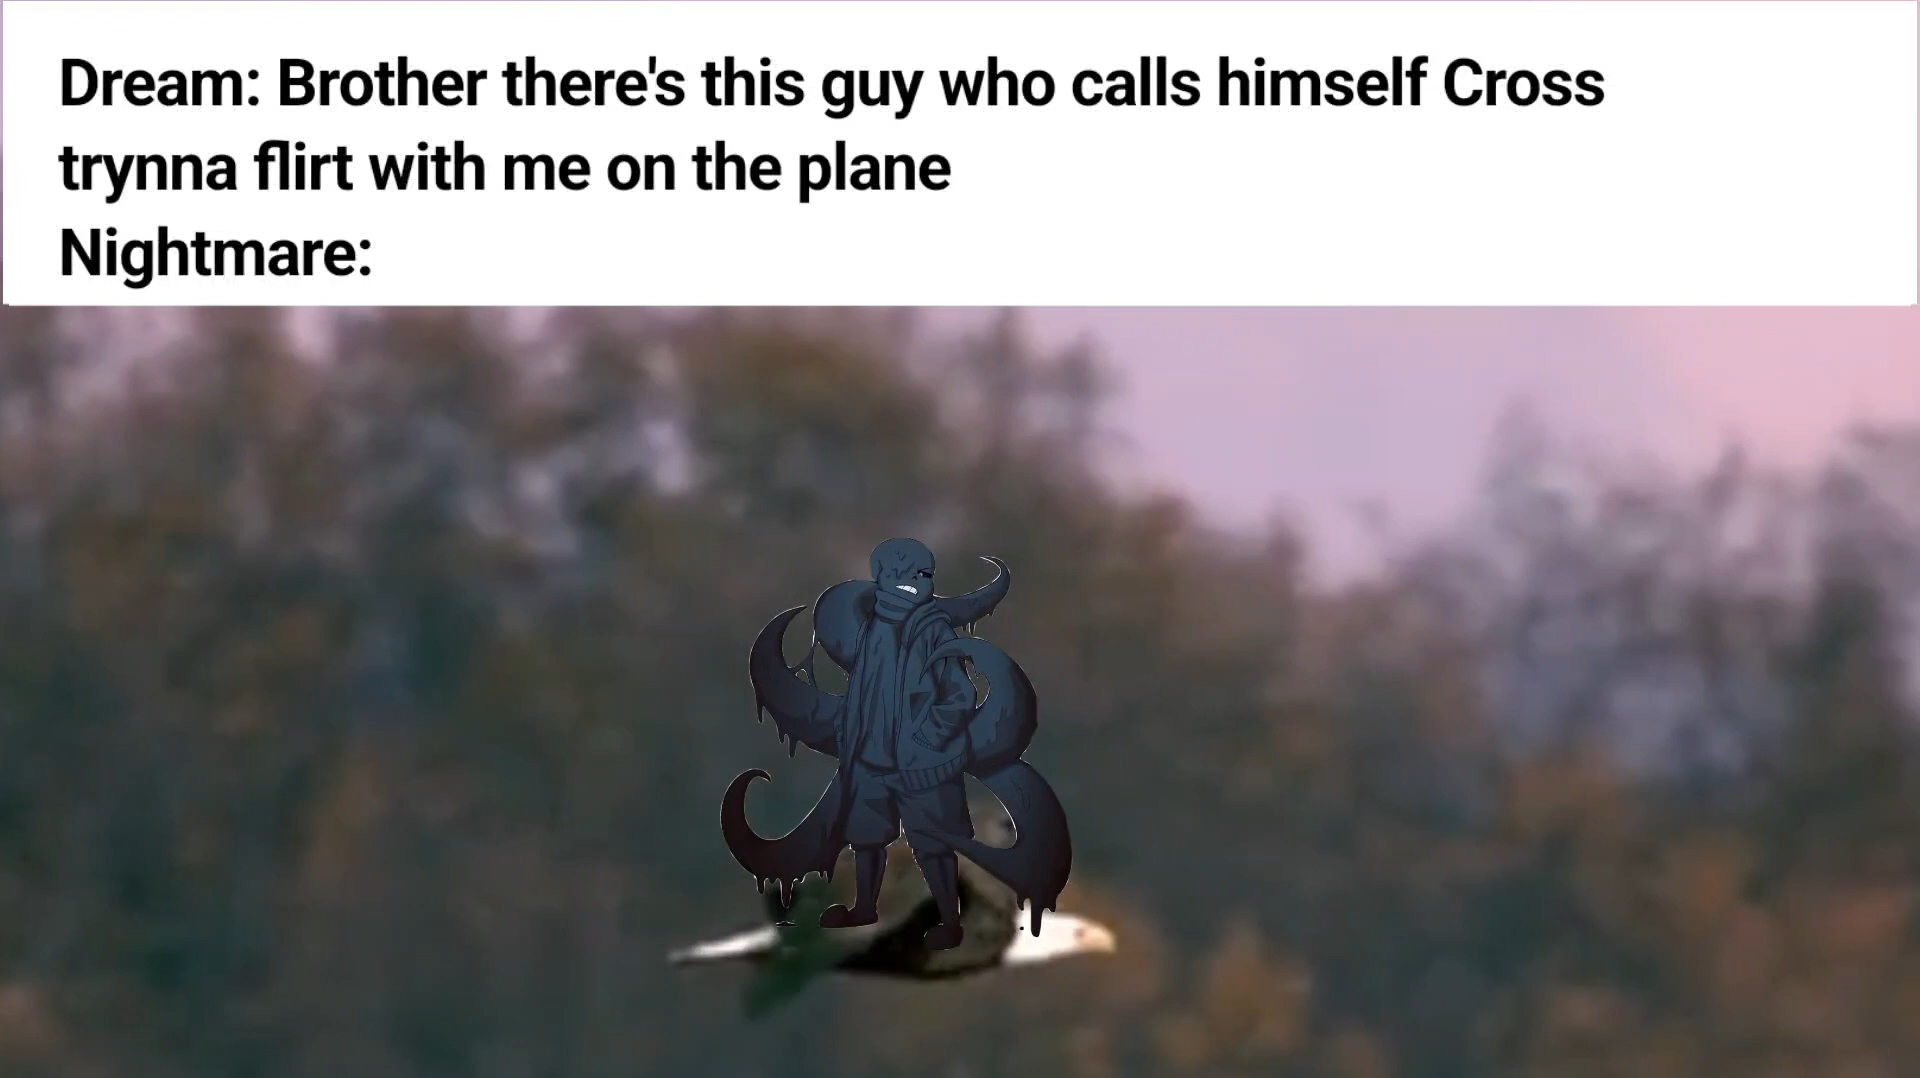 Dream: Brother there's this guy who calls himself Cross
trynna flirt with me on the plane
Nightmare: